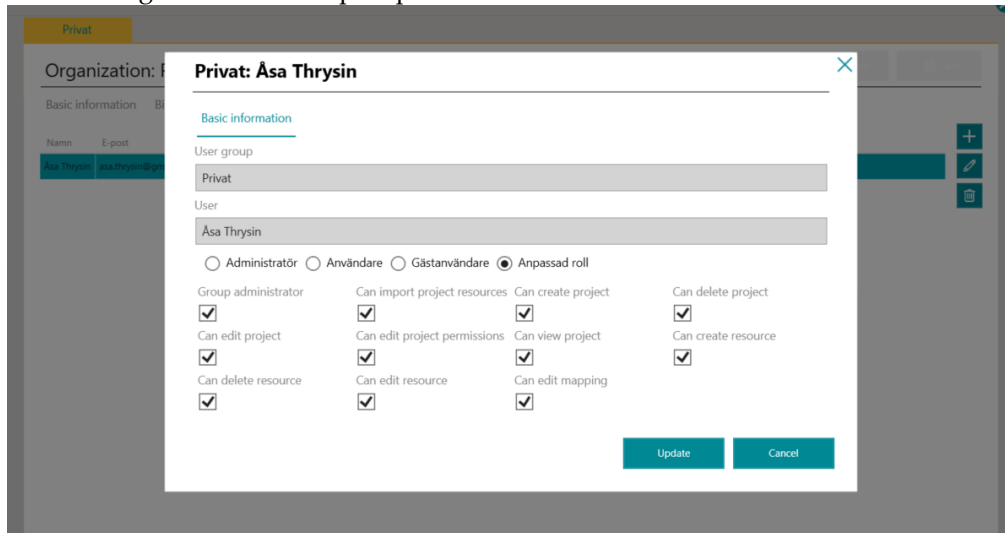 Privat
Organization:
Privat: Åsa Thrysin
Basic information
Basic information
Namn E-post
Åsa Thrysin
User group
Privat
User
Åsa Thrysin
Administratör Användare Gästanvändare Anpassad roll
Group administrator Can import project resources Can create project Can delete project
Can edit project Can edit project permissions Can view project Can create resource
Can delete resource Can edit resource Can edit mapping
Update Cancel